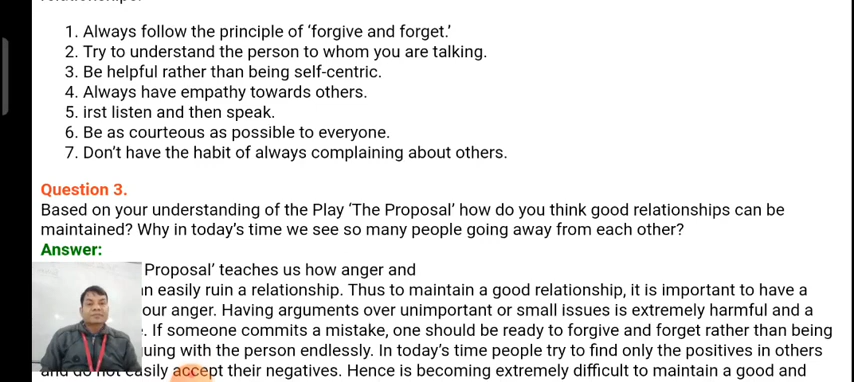 1. Always follow the principle of ‘forgive and forget.’
2. Try to understand the person to whom you are talking.
3. Be helpful rather than being self-centric.
4. Always have empathy towards others.
5. irst listen and then speak.
6. Be as courteous as possible to everyone.
7. Don’t have the habit of always complaining about others.
Question 3.
Based on your understanding of the Play ‘The Proposal’ how do you think good relationships can be
maintained? Why in today’s time we see so many people going away from each other?
Answer:
Proposal’ teaches us how anger and
easily ruin a relationship. Thus to maintain a good relationship, it is important to have a
our anger. Having arguments over unimportant or small issues is extremely harmful and a
. If someone commits a mistake, one should be ready to forgive and forget rather than being
uing with the person endlessly. In today’s time people try to find only the positives in others
and do not easily accept their negatives. Hence is becoming extremely difficult to maintain a good and